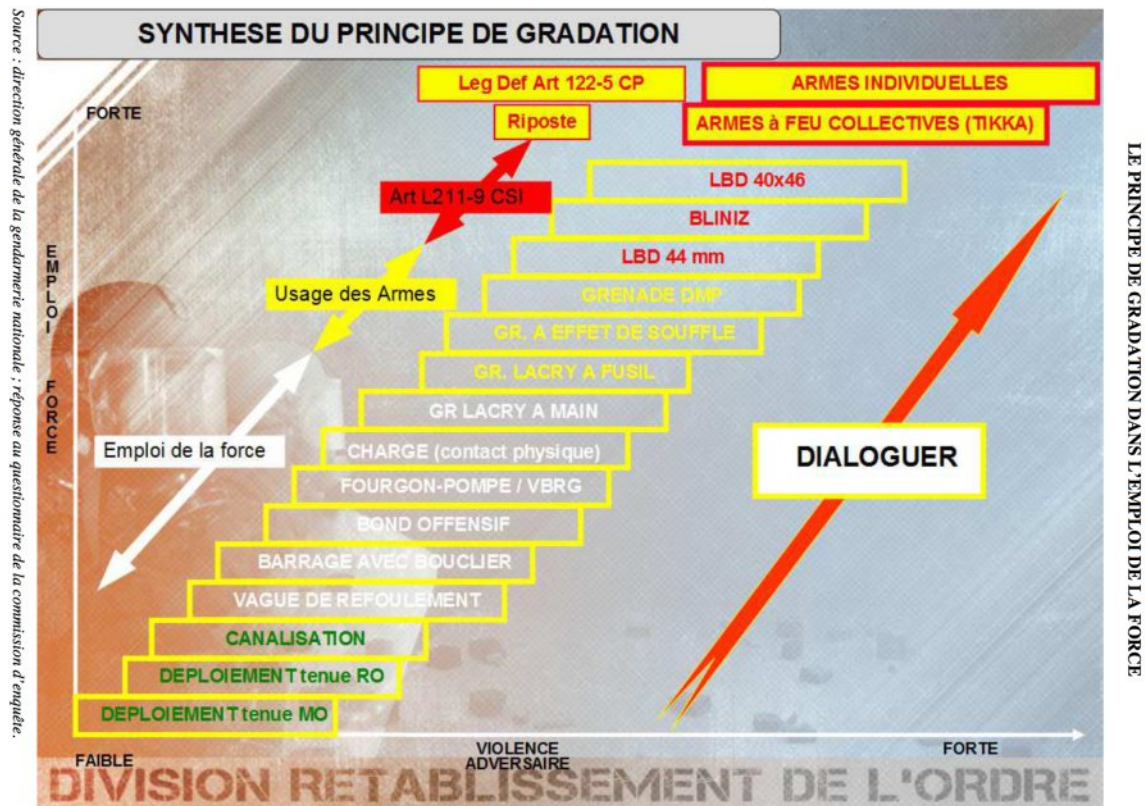 SYNTHESE DU PRINCIPE DE GRADATION
Leg Def Art 122-5 CP
ARMES INDIVIDUELLES
FORTE
Riposte
ARMES à FEU COLLECTIVES (TIKKA)
LBD 40x46
Art L211-9 CSI
BLINIZ
LBD 44 mm
Usage des Armes
GRENADE DMP
GR. A EFFET DE SOUFFLE
GR. LACRY A FUSIL
EMPLOI FORCE
GR LACRY A MAIN
Emploi de la force
CHARGE (contact physique)
DIALOGUER
FOURGON-POMPE / VBRG
BOND OFFENSIF
BARRAGE AVEC BOUCLIER
VAGUE DE REFOULEMENT
CANALISATION
DEPLOIEMENT tenue RO
DEPLOIEMENT tenue MO
FAIBLE
VIOLENCE
ADVERSAIRE
FORTE
DIVISION RETABLISSEMENT DE L'ORDRE
Source : direction générale de la gendarmerie nationale ; réponse au questionnaire de la commission d'enquête.
LE PRINCIPE DE GRADATION DANS L'EMPLOI DE LA FORCE